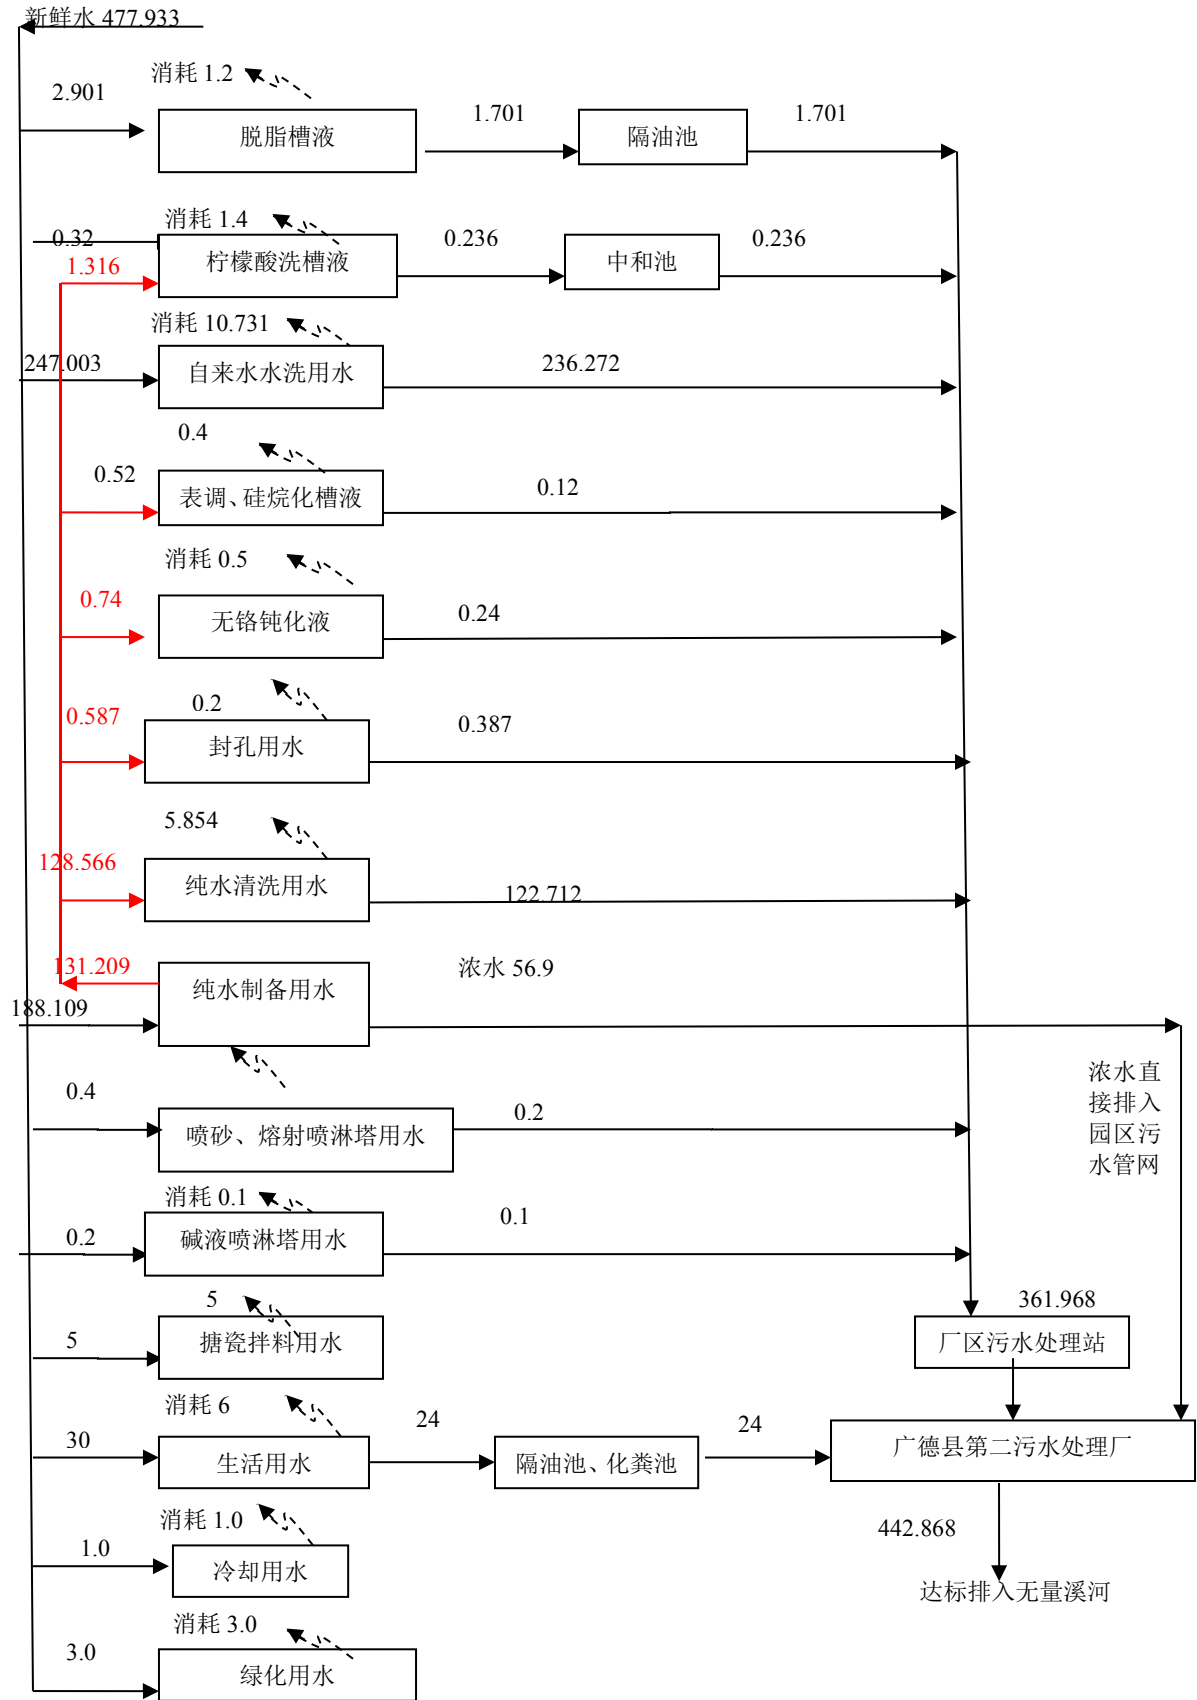 新鲜水 477.933
消耗 1.2
2.901
脱脂槽液
1.701
隔油池
1.701
消耗 1.4
0.32
1.316
柠檬酸洗槽液
0.236
中和池
0.236
消耗 10.731
247.003
自来水水洗用水
236.272
0.4
0.52
表调、硅烷化槽液
0.12
消耗 0.5
0.74
无铬钝化液
0.24
0.2
0.587
封孔用水
0.387
5.854
128.566
纯水清洗用水
122.712
131.209
纯水制备用水
浓水 56.9
188.109
浓水直
接排入
园区污
水管网
0.4
喷砂、熔射喷淋塔用水
0.2
消耗 0.1
0.2
碱液喷淋塔用水
0.1
5
5
搪瓷拌料用水
361.968
厂区污水处理站
消耗 6
30
生活用水
24
隔油池、化粪池
24
广德县第二污水处理厂
消耗 1.0
1.0
冷却用水
442.868
达标排入无量溪河
消耗 3.0
3.0
绿化用水